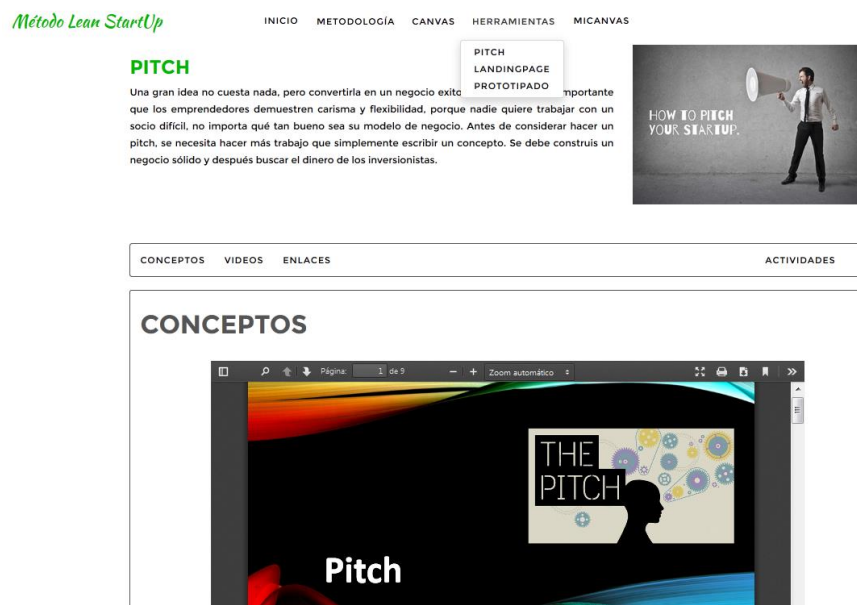 Método Lean StartUp
INICIO METODOLOGÍA CANVAS HERRAMIENTAS MICANVAS
PITCH
LANDINGPAGE
PROTOTIPADO
PITCH
Una gran idea no cuesta nada, pero convertirla en un negocio exito mportante
que los emprendedores demuestren carisma y flexibilidad, porque nadie quiere trabajar con un
socio difícil, no importa qué tan bueno sea su modelo de negocio. Antes de considerar hacer un
pitch, se necesita hacer más trabajo que simplemente escribir un concepto. Se debe construis un
negocio sólido y después buscar el dinero de los inversionistas.
HOW TO PITCH
YOUR STARTUP.
CONCEPTOS VIDEOS ENLACES ACTIVIDADES
CONCEPTOS
Página: 1 de 9 Zoom automático
THE
PITCH
Pitch